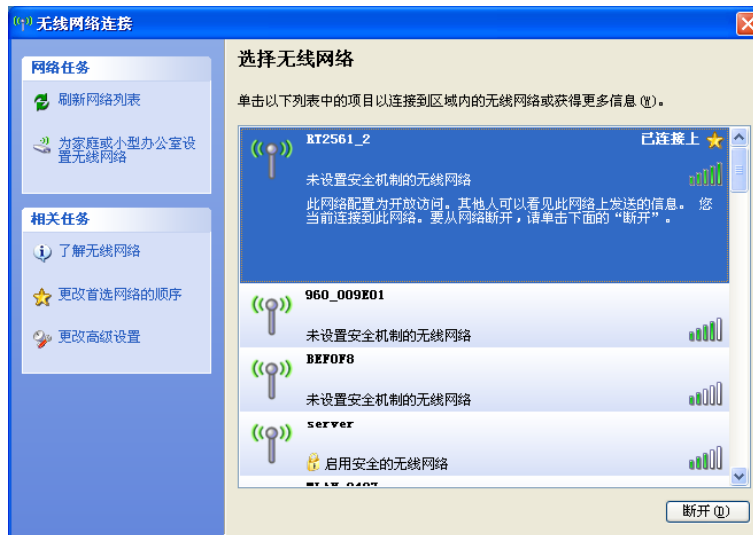 无线网络连接
网络任务
刷新网络列表
为家庭或小型办公室设
置无线网络
相关任务
了解无线网络
更改首选网络的顺序
更改高级设置
选择无线网络
单击以下列表中的项目以连接到区域内的无线网络或获得更多信息(W)。
RT2561_2 已连接上
未设置安全机制的无线网络
此网络配置为开放访问。其他人可以看见此网络上发送的信息。 您
当前连接到此网络。要从网络断开，请单击下面的“断开”。
960_009E01
未设置安全机制的无线网络
BEF0F8
未设置安全机制的无线网络
server
启用安全的无线网络
断开(D)